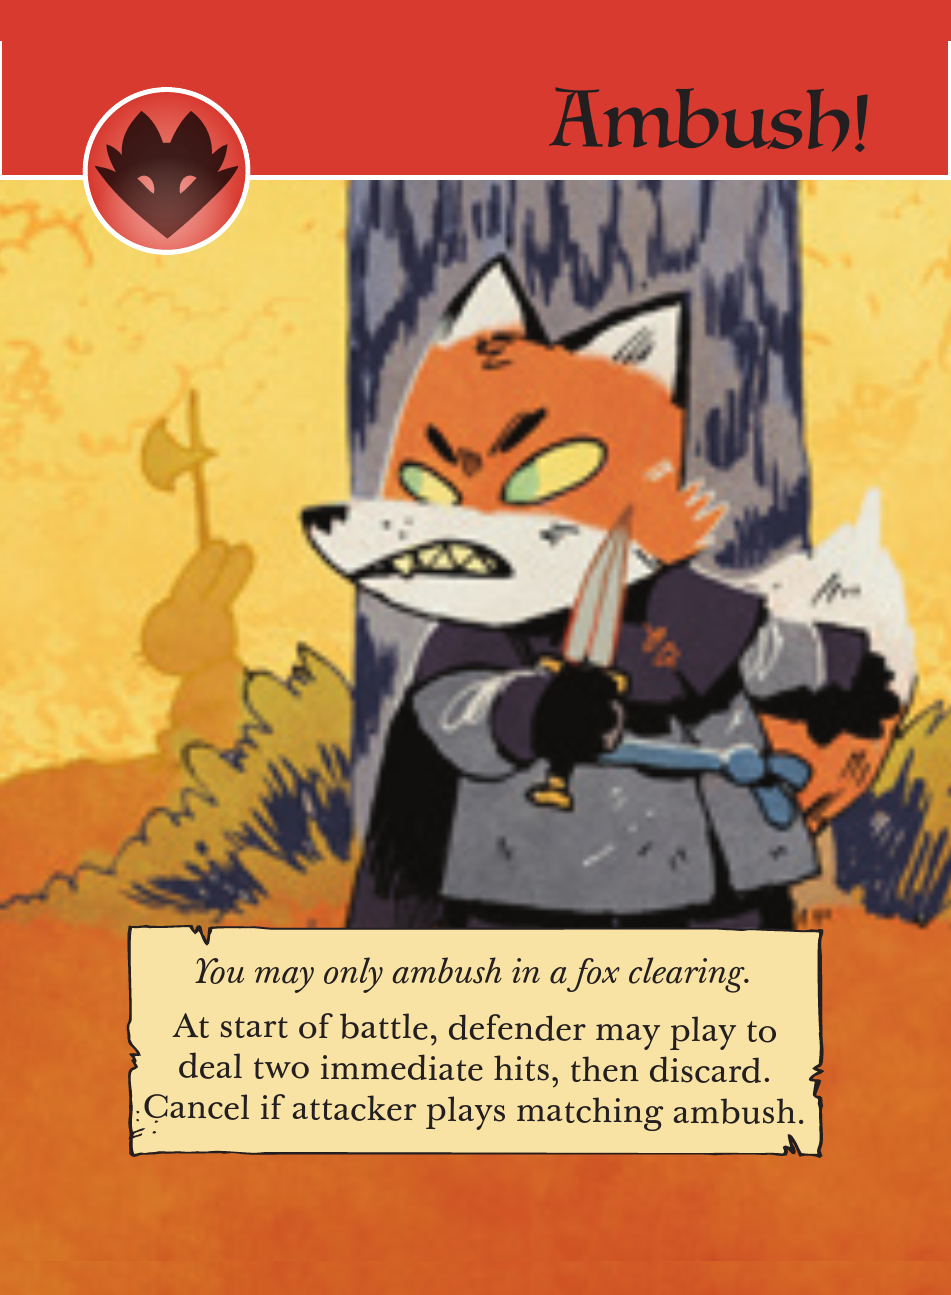 Ambush!
You may only ambush in a fox clearing.
At start of battle, defender may play to
deal two immediate hits, then discard.
Cancel if attacker plays matching ambush.